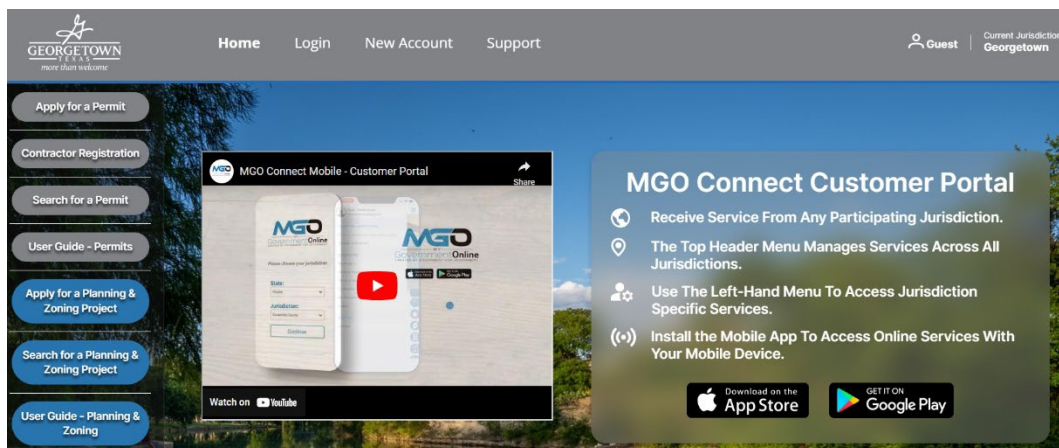 GEORGETOWN
TEXAS
more than welcome
Home
Login
New Account
Support
Guest
Current Jurisdiction
Georgetown
Apply for a Permit
Contractor Registration
Search for a Permit
User Guide - Permits
Apply for a Planning &
Zoning Project
Search for a Planning &
Zoning Project
User Guide - Planning &
Zoning
MGO
MGO Connect Mobile - Customer Portal
Share
MGO
GovernmentOnline
Please choose your jurisdiction
State:
Jurisdiction:
Continue
MGO
GovernmentOnline
Google Play
Watch on YouTube
MGO Connect Customer Portal
Receive Service From Any Participating Jurisdiction.
The Top Header Menu Manages Services Across All
Jurisdictions.
Use The Left-Hand Menu To Access Jurisdiction
Specific Services.
Install the Mobile App To Access Online Services With
Your Mobile Device.
Download on the
App Store
GET IT ON
Google Play